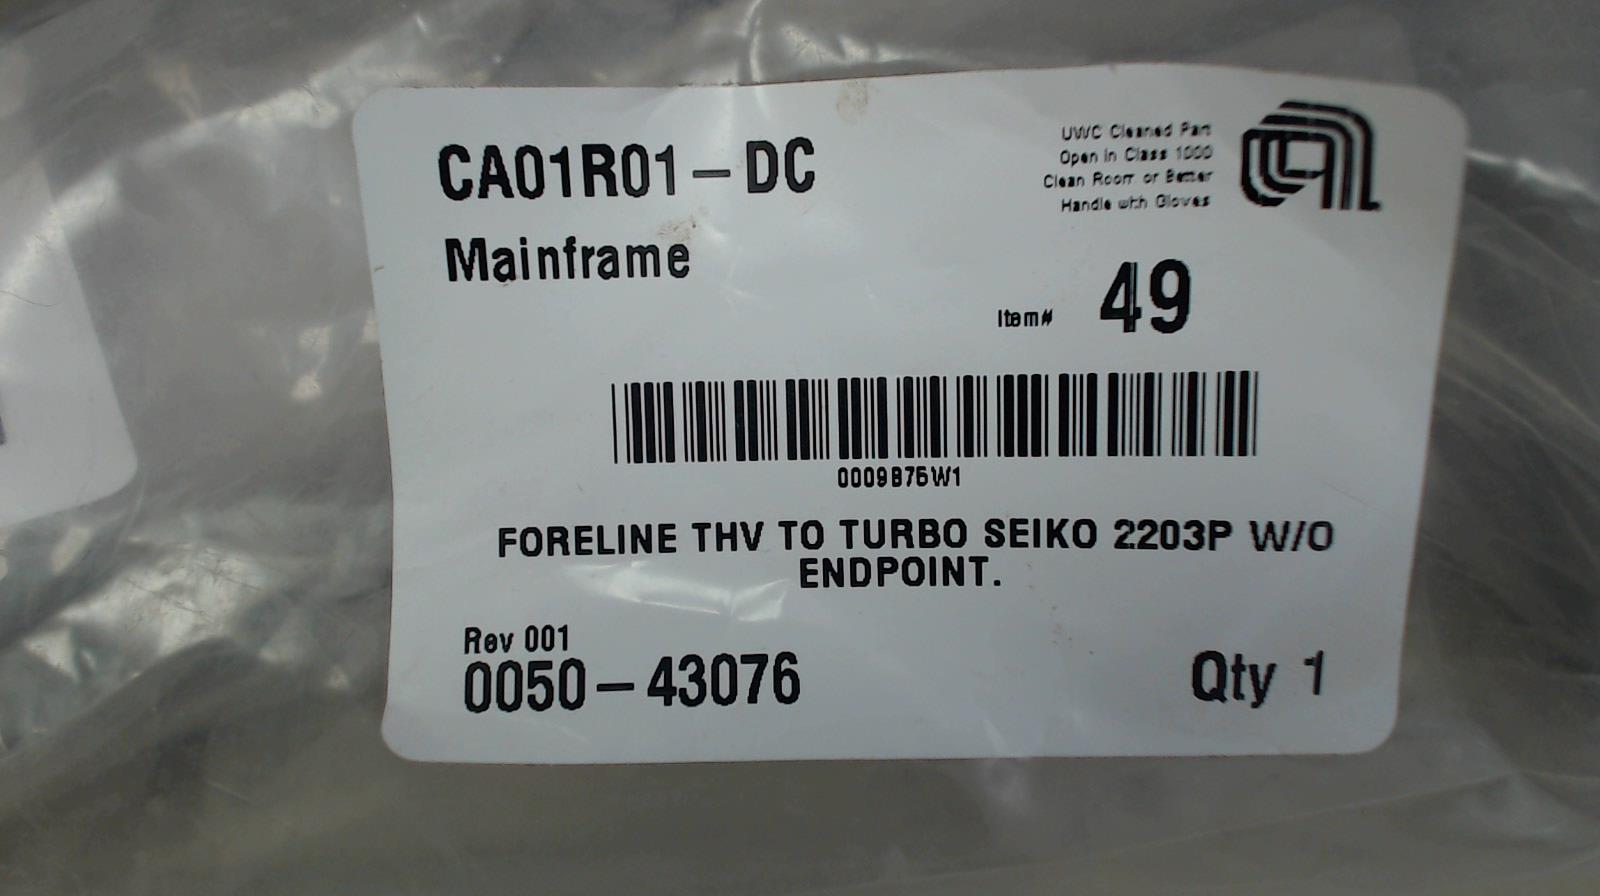 CA01R01-DC
UWC Cleaned Part
Open in Class 1000
Clean Room or Better
Handle with Gloves
Mainframe
Item# 49
0009B75W1
FORELINE THV TO TURBO SEIKO 2203P W/O
ENDPOINT.
Rev 001
0050-43076
Qty 1